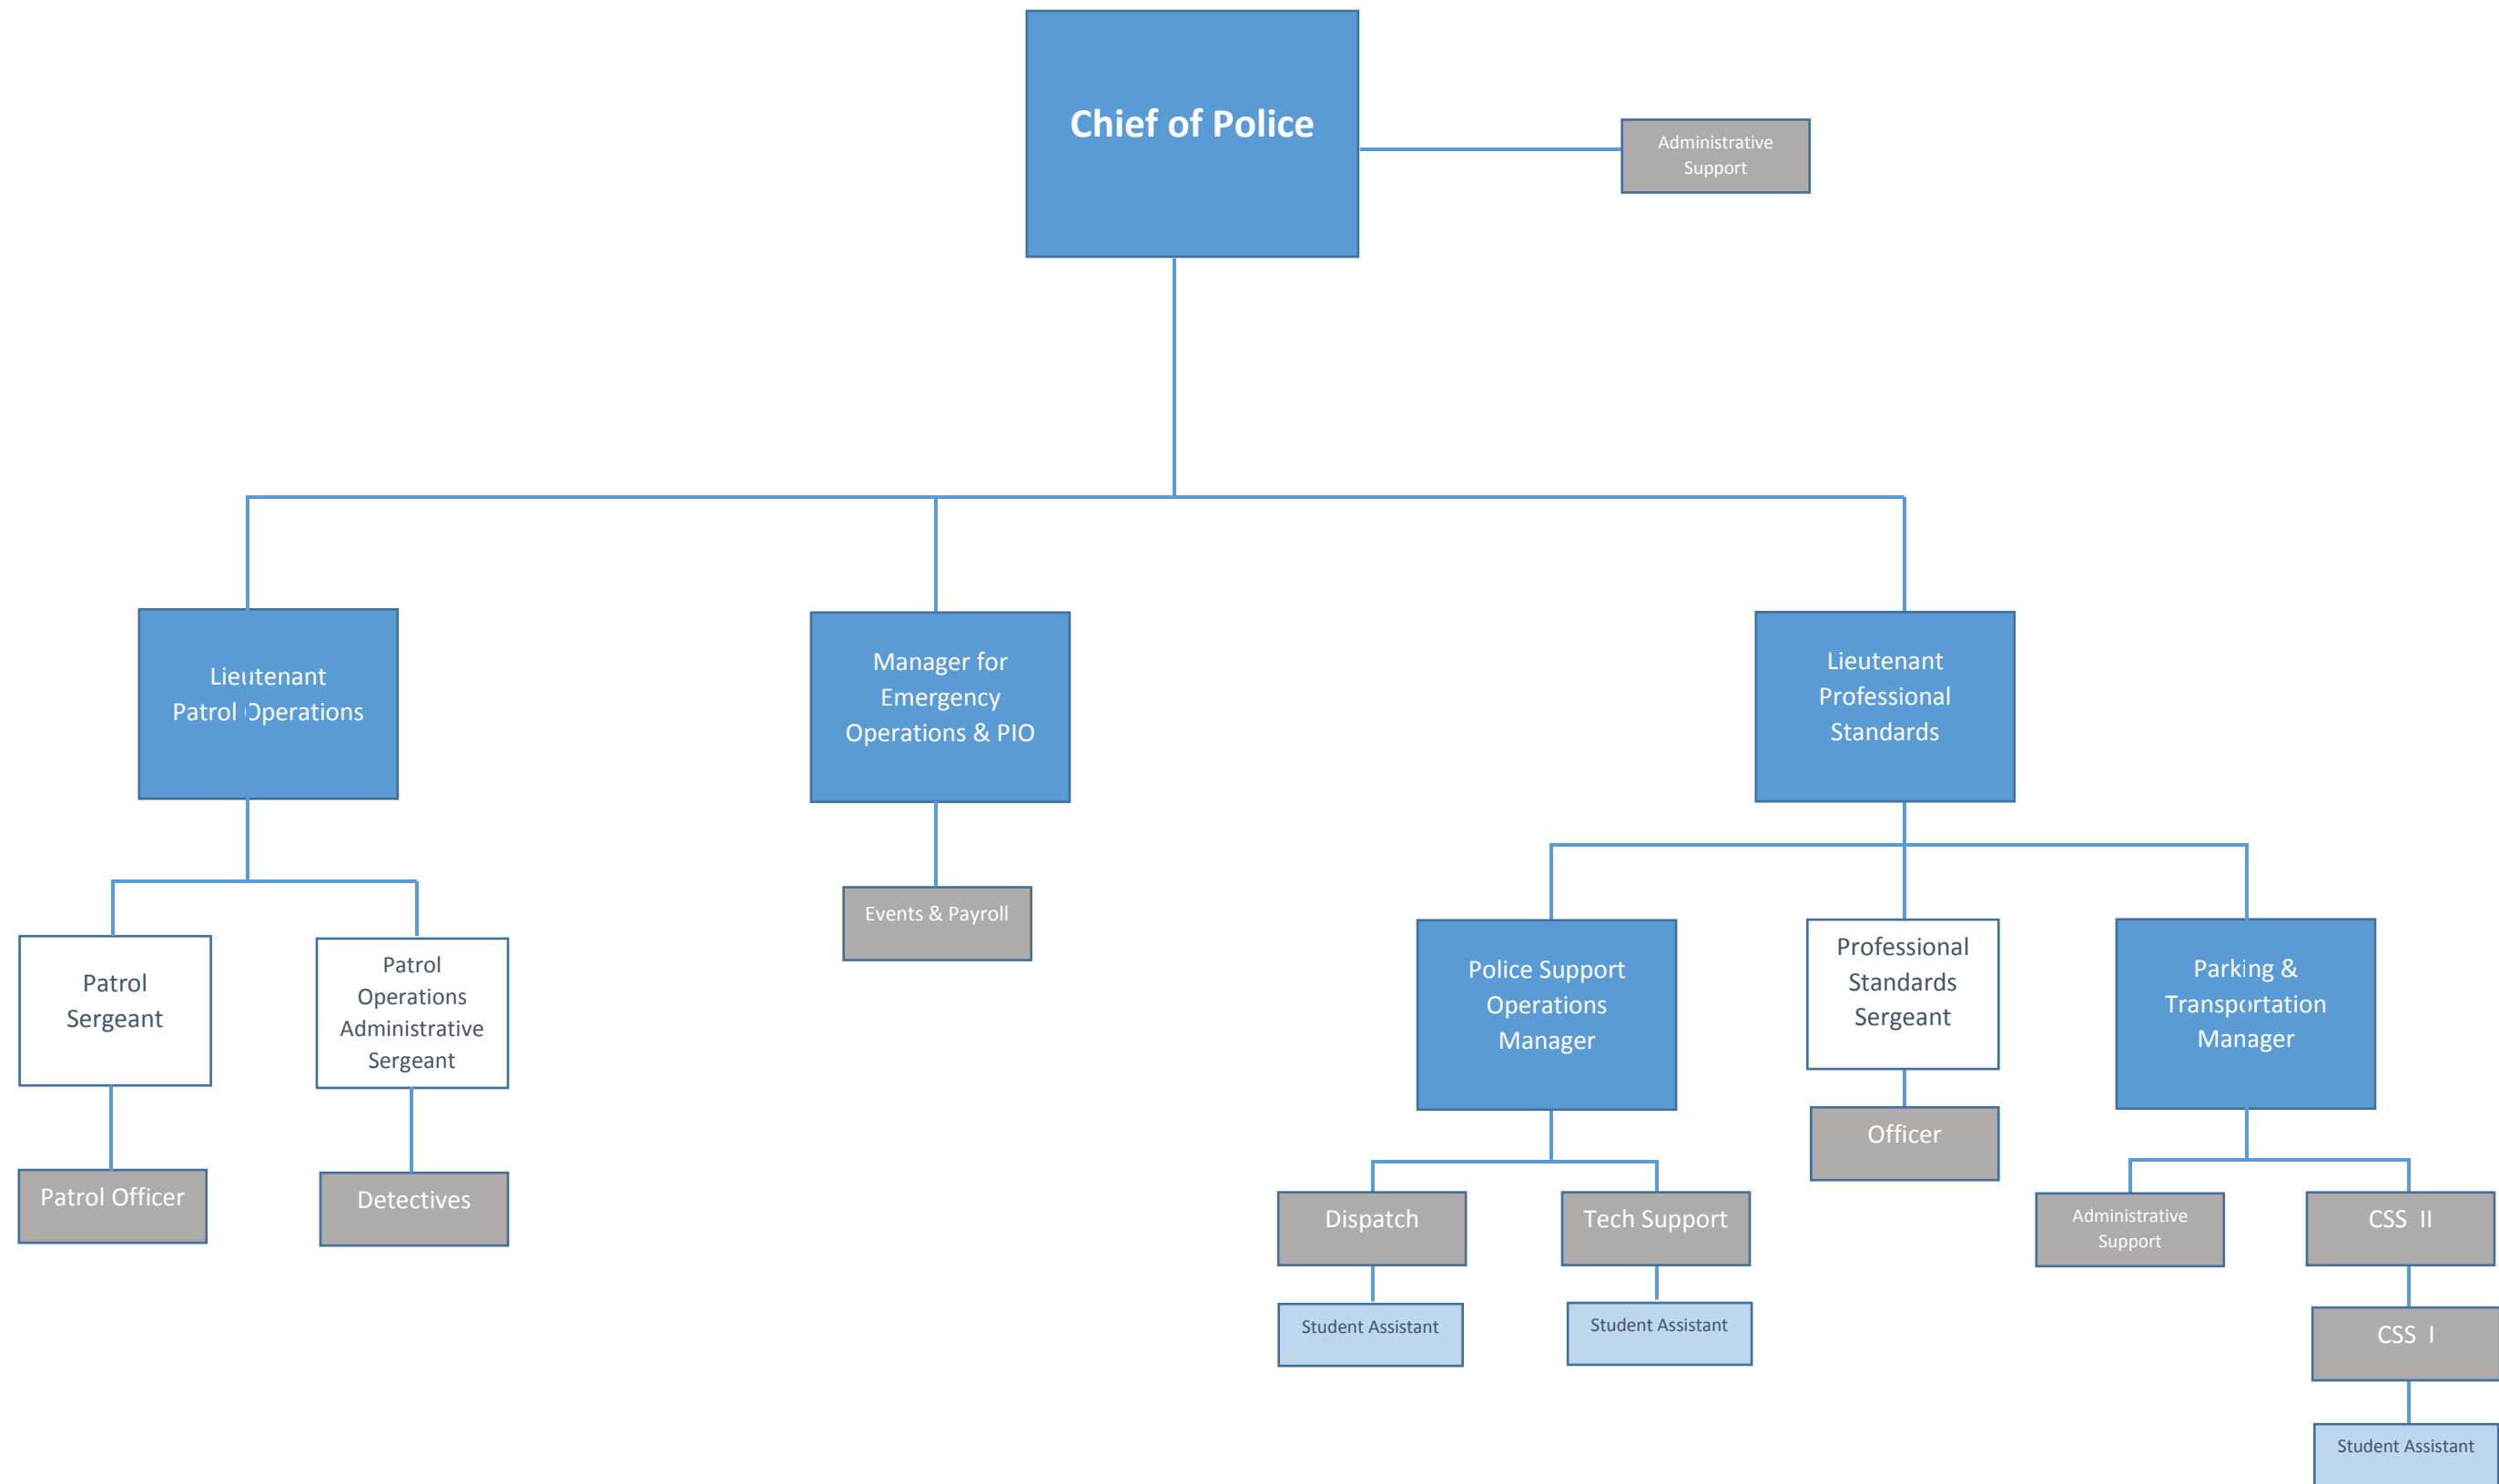 Chief of Police
Administrative
Support
Lieutenant
Patrol Operations
Manager for
Emergency
Operations & PIO
Lieutenant
Professional
Standards
Events & Payroll
Patrol
Sergeant
Patrol
Operations
Administrative
Sergeant
Police Support
Operations
Manager
Professional
Standards
Sergeant
Parking &
Transportation
Manager
Patrol Officer
Detectives
Officer
Dispatch
Tech Support
Administrative
Support
CSS II
Student Assistant
Student Assistant
CSS I
Student Assistant